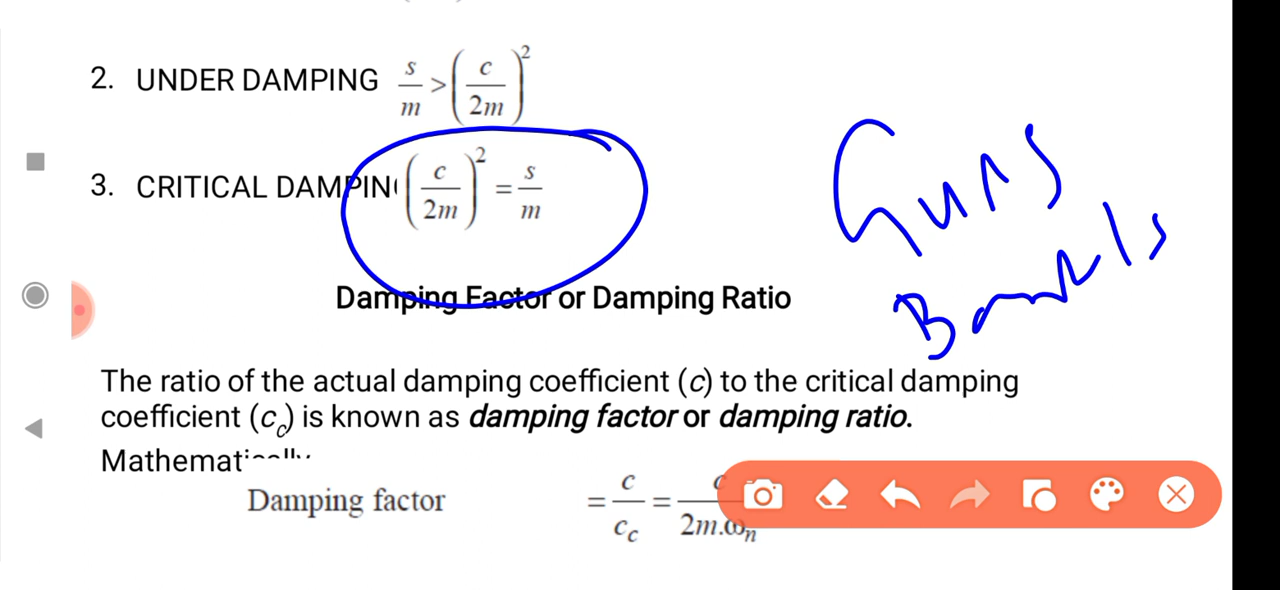 2. UNDER DAMPING s/m > (c/2m)^2
3. CRITICAL DAMPIN (c/2m)^2 = s/m
Guns
Damping Factor or Damping Ratio
The ratio of the actual damping coefficient (c) to the critical damping
coefficient (c_c) is known as damping factor or damping ratio.
Damping factor = c/c_c = c/2m.ω_n